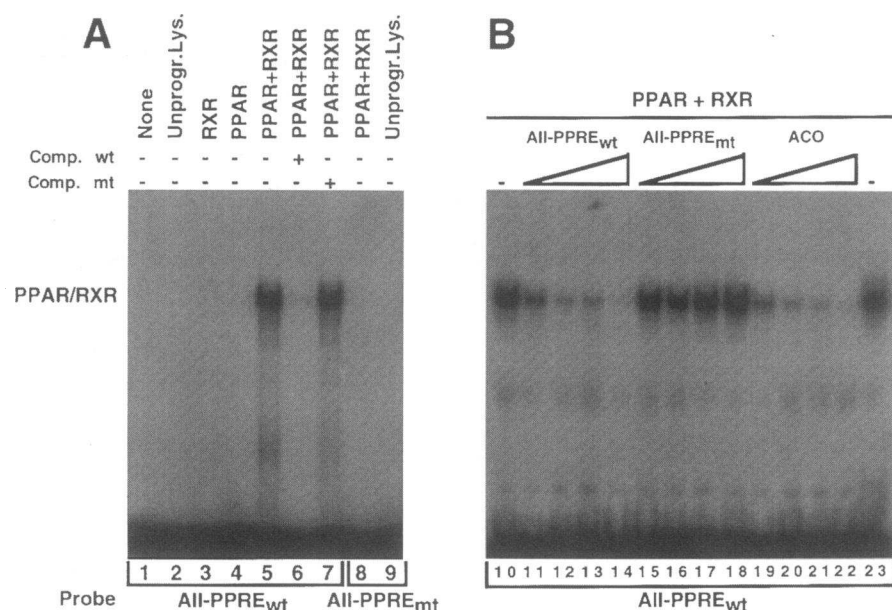 A
None
Unprogr.Lys.
RXR
PPAR
PPAR+RXR
PPAR+RXR
PPAR+RXR
PPAR+RXR
Unprogr.Lys.
Comp. wt - - - - - + - - -
Comp. mt - - - - - - + - -
PPAR/RXR
1 2 3 4 5 6 7 8 9
Probe AII-PPREwt AII-PPREmt
B
PPAR + RXR
AII-PPREwt AII-PPREmt ACO
- -
10 11 12 13 14 15 16 17 18 19 20 21 22 23
AII-PPREwt